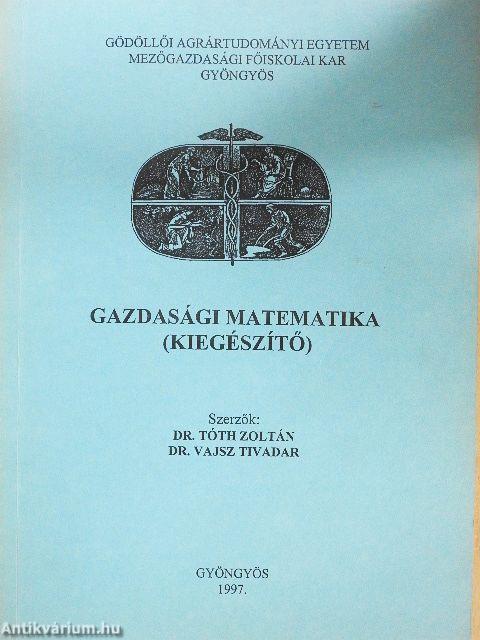 GÖDÖLLŐI AGRÁRTUDOMÁNYI EGYETEM
MEZŐGAZDASÁGI FŐISKOLAI KAR
GYÖNGYÖS
GAZDASÁGI MATEMATIKA
(KIEGÉSZÍTŐ)
Szerzők:
DR. TÓTH ZOLTÁN
DR. VAJSZ TIVADAR
GYÖNGYÖS
1997.
Antikvárium.hu